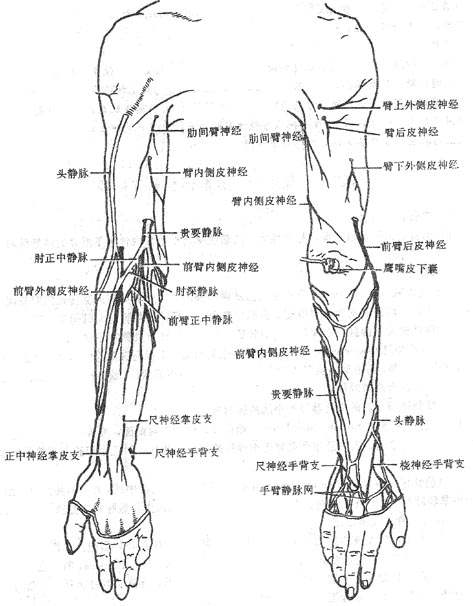 肋间臂神经
头静脉
臂内侧皮神经
贵要静脉
肘正中静脉
前臂内侧皮神经
前臂外侧皮神经
肘深静脉
前臂正中静脉
尺神经掌皮支
正中神经掌皮支
尺神经手背支
臂上外侧皮神经
臂后皮神经
肋间臂神经
臂下外侧皮神经
臂内侧皮神经
前臂后皮神经
鹰嘴皮下囊
前臂内侧皮神经
贵要静脉
头静脉
尺神经手背支
桡神经手背支
手臂静脉网